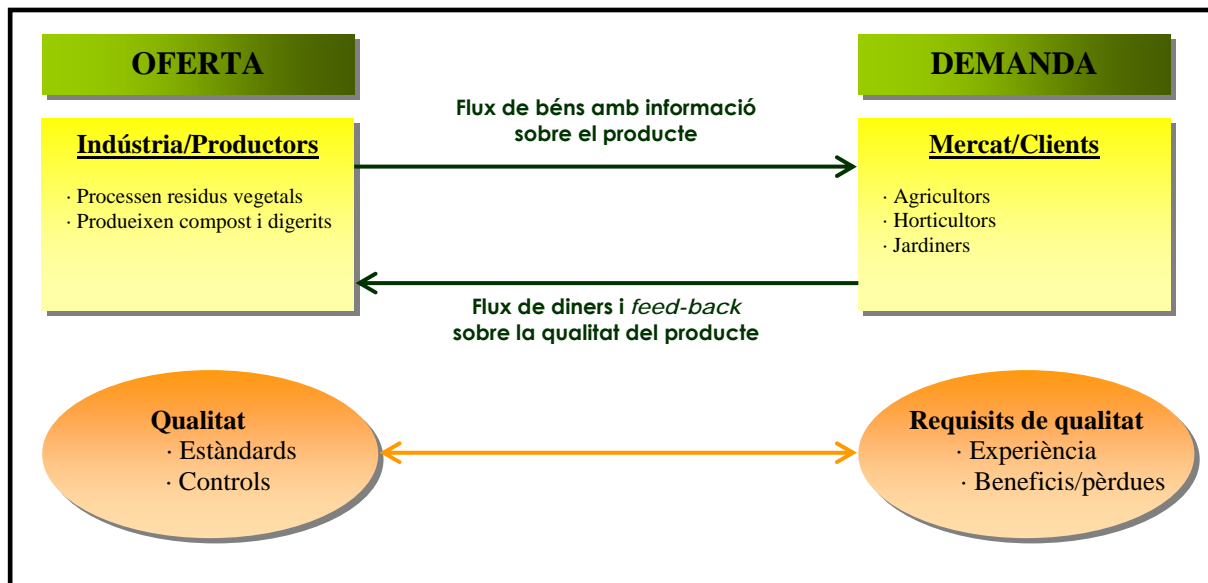 OFERTA
DEMANDA
Flux de béns amb informació
sobre el producte
Indústria/Productors
· Processen residus vegetals
· Produeixen compost i digerits
Mercat/Clients
· Agricultors
· Horticultors
· Jardiners
Flux de diners i feed-back
sobre la qualitat del producte
Qualitat
· Estàndards
· Controls
Requisits de qualitat
· Experiència
· Beneficis/pèrdues